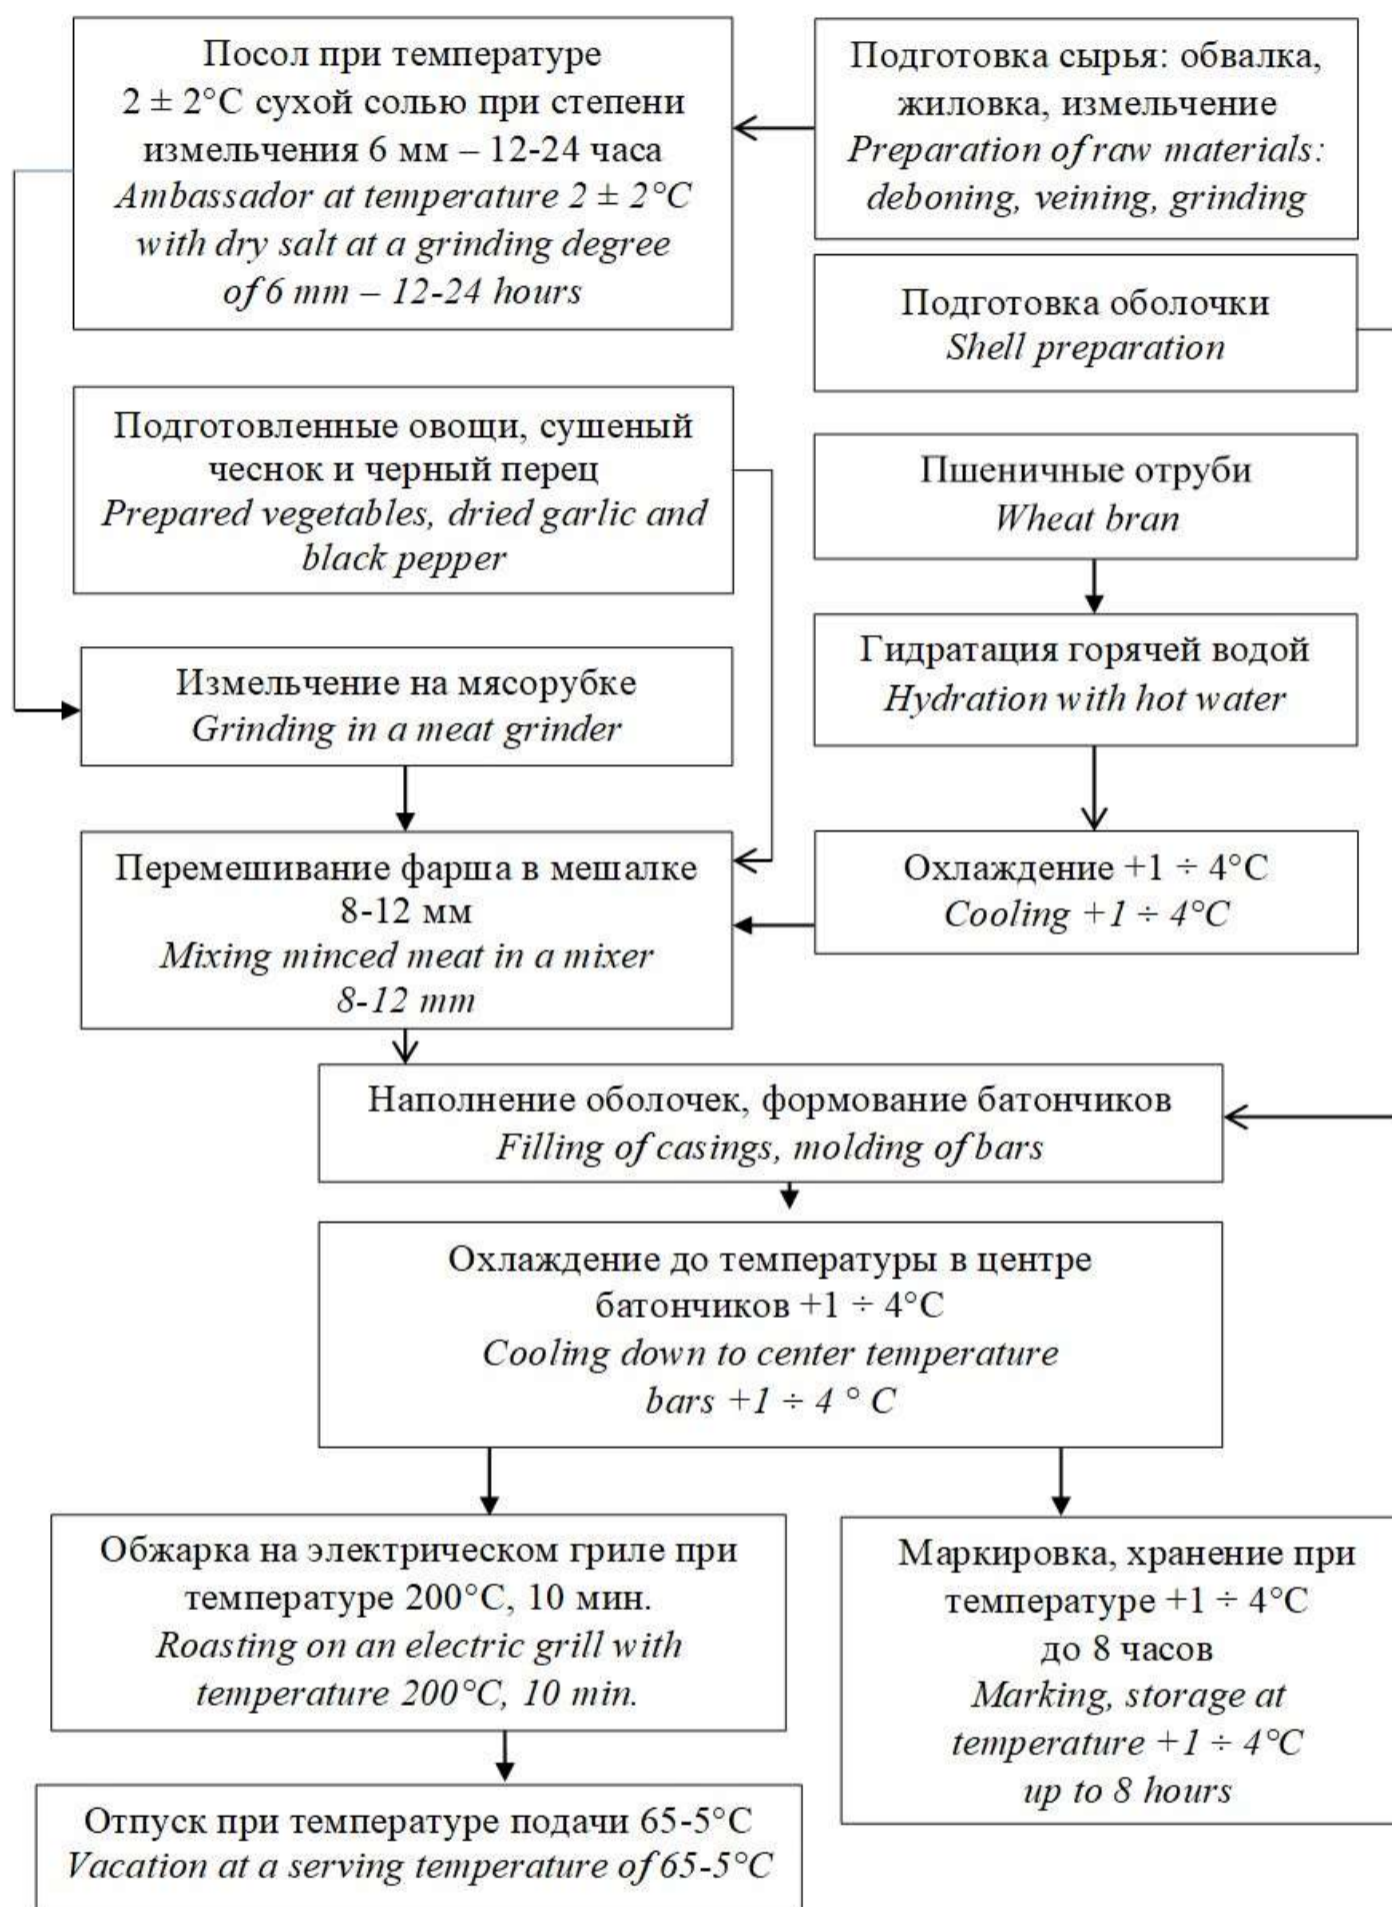 Посол при температуре
2 ± 2°С сухой солью при степени
измельчения 6 мм – 12-24 часа
Ambassador at temperature 2 ± 2°C
with dry salt at a grinding degree
of 6 mm – 12-24 hours
Подготовка сырья: обвалка,
жиловка, измельчение
Preparation of raw materials:
deboning, veining, grinding
Подготовка оболочки
Shell preparation
Подготовленные овощи, сушеный
чеснок и черный перец
Prepared vegetables, dried garlic and
black pepper
Пшеничные отруби
Wheat bran
Гидратация горячей водой
Hydration with hot water
Измельчение на мясорубке
Grinding in a meat grinder
Перемешивание фарша в мешалке
8-12 мм
Mixing minced meat in a mixer
8-12 mm
Охлаждение +1 ÷ 4°С
Cooling +1 ÷ 4°C
Наполнение оболочек, формование батончиков
Filling of casings, molding of bars
Охлаждение до температуры в центре
батончиков +1 ÷ 4°С
Cooling down to center temperature
bars +1 ÷ 4 ° C
Обжарка на электрическом гриле при
температуре 200°С, 10 мин.
Roasting on an electric grill with
temperature 200°C, 10 min.
Маркировка, хранение при
температуре +1 ÷ 4°С
до 8 часов
Marking, storage at
temperature +1 ÷ 4°C
up to 8 hours
Отпуск при температуре подачи 65-5°С
Vacation at a serving temperature of 65-5°C